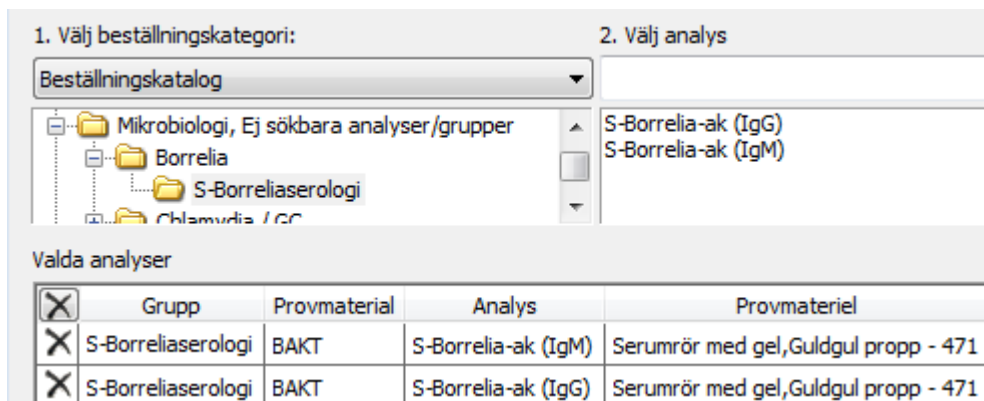 1. Välj beställningskategori:
2. Välj analys
Beställningskatalog
Mikrobiologi, Ej sökbara analyser/grupper
Borrelia
S-Borreliaserologi
Chlamydia / GC
S-Borrelia-ak (IgG)
S-Borrelia-ak (IgM)
Valda analyser
Grupp Provmaterial Analys Provmateriel
S-Borreliaserologi BAKT S-Borrelia-ak (IgM) Serumrör med gel,Guldgul propp - 471
S-Borreliaserologi BAKT S-Borrelia-ak (IgG) Serumrör med gel,Guldgul propp - 471